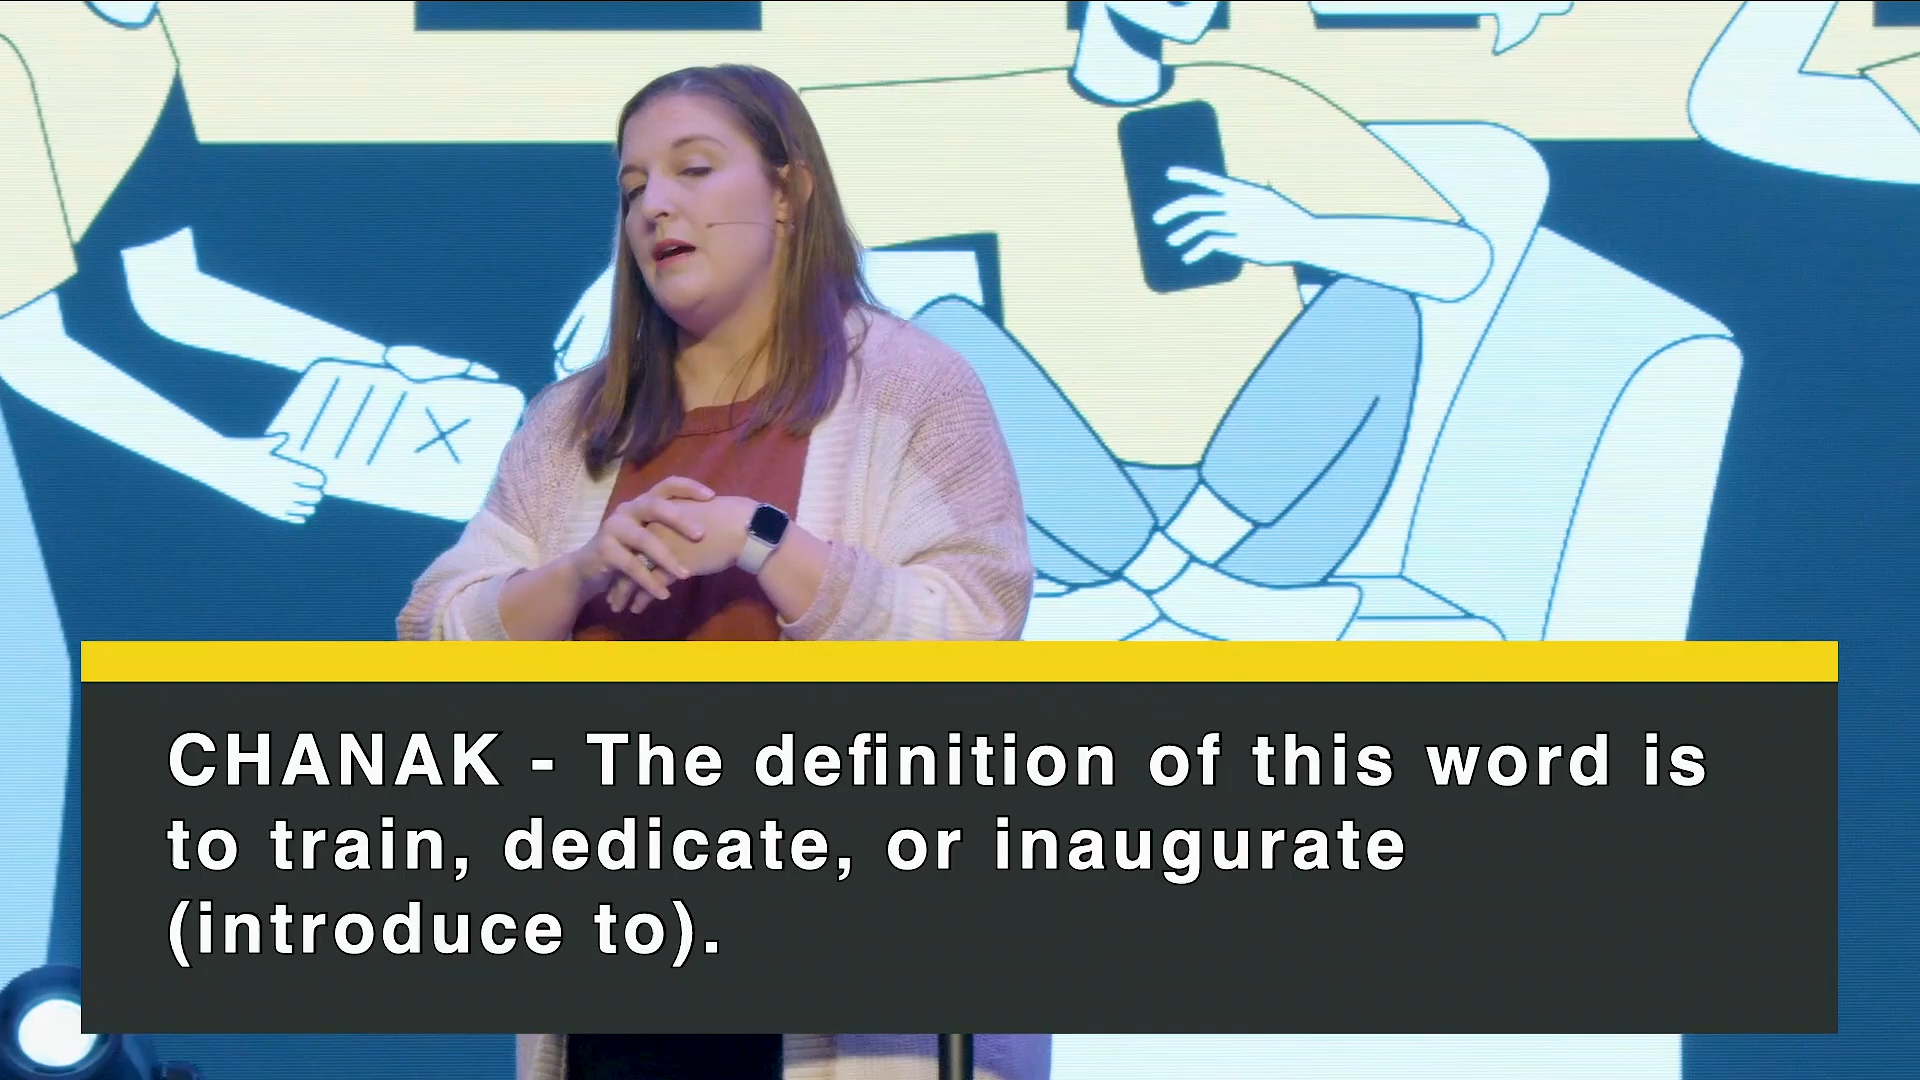 CHANAK - The definition of this word is
to train, dedicate, or inaugurate
(introduce to).